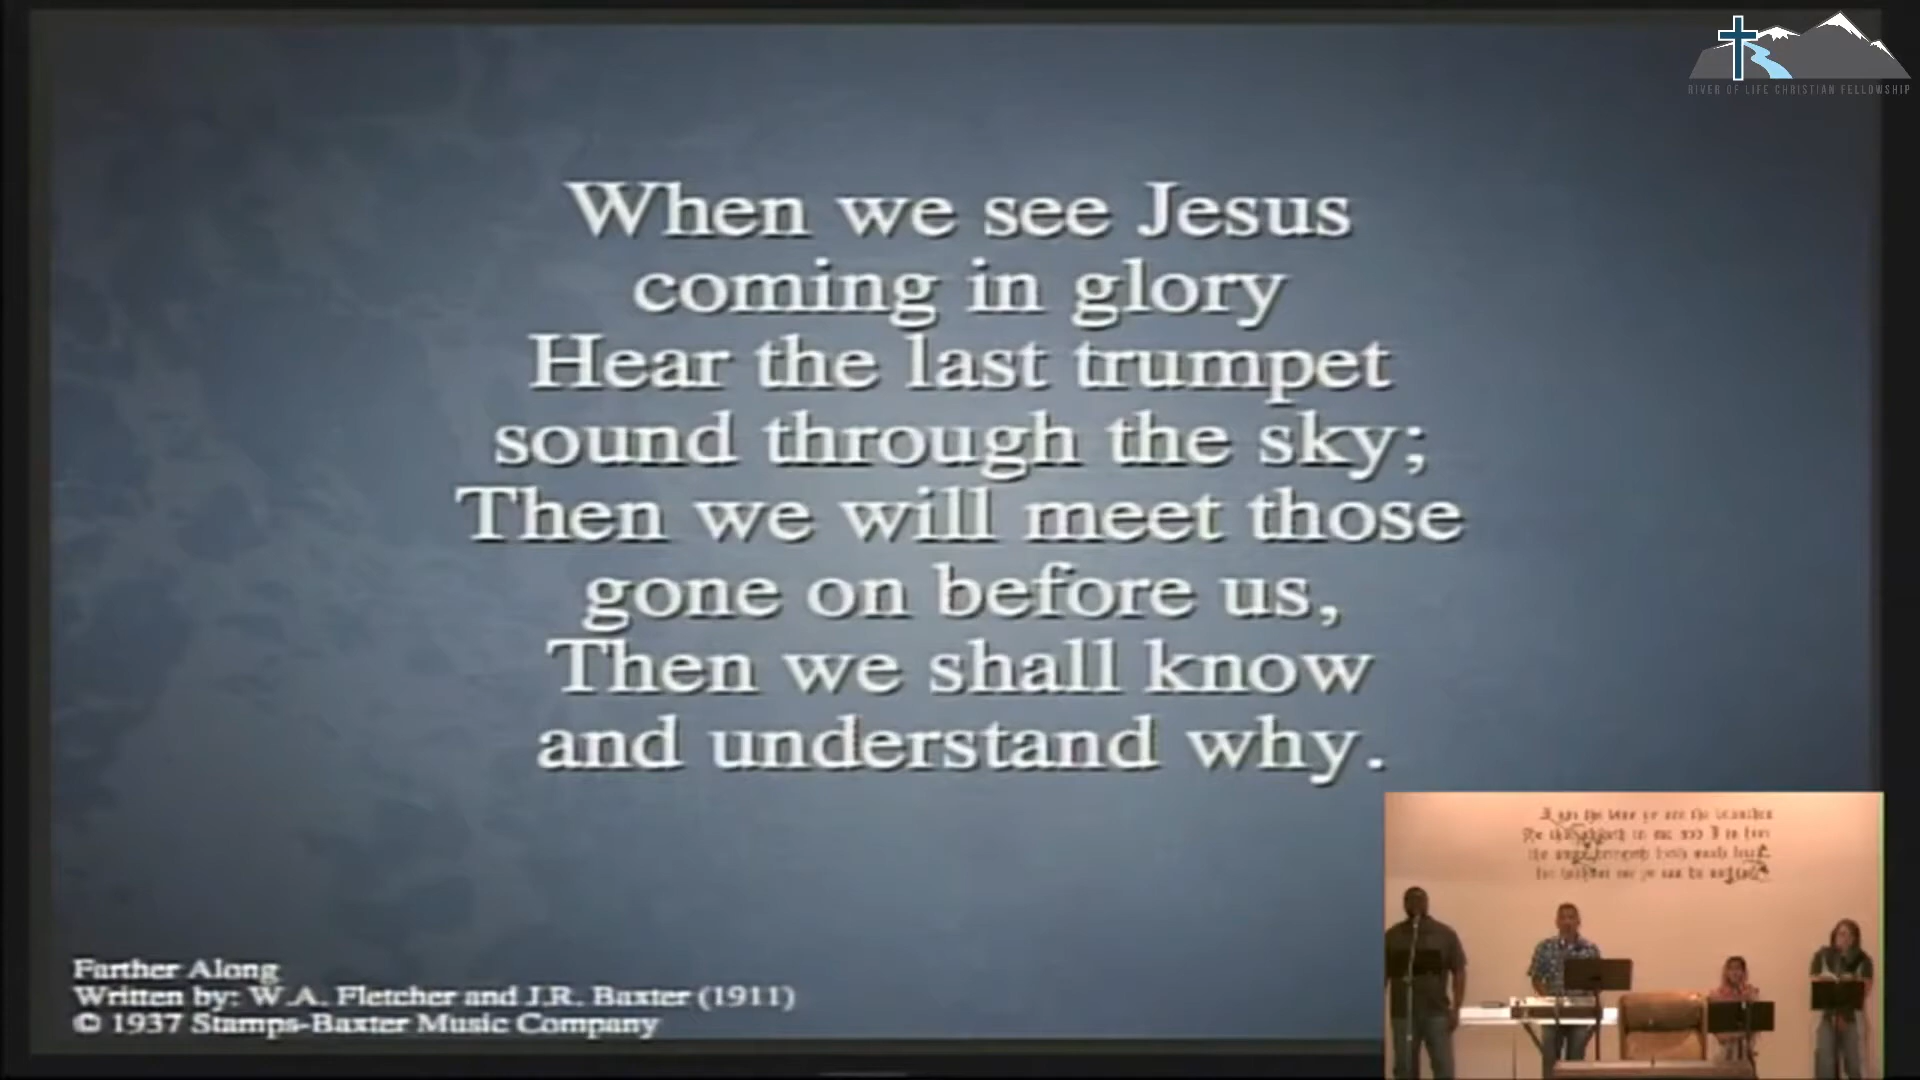 RIVER OF LIFE CHRISTIAN FELLOWSHIP
When we see Jesus
coming in glory
Hear the last trumpet
sound through the sky;
Then we will meet those
gone on before us,
Then we shall know
and understand why.
Farther Along
Written by: W.A. Fletcher and J.R. Baxter (1911)
© 1937 Stamps-Baxter Music Company